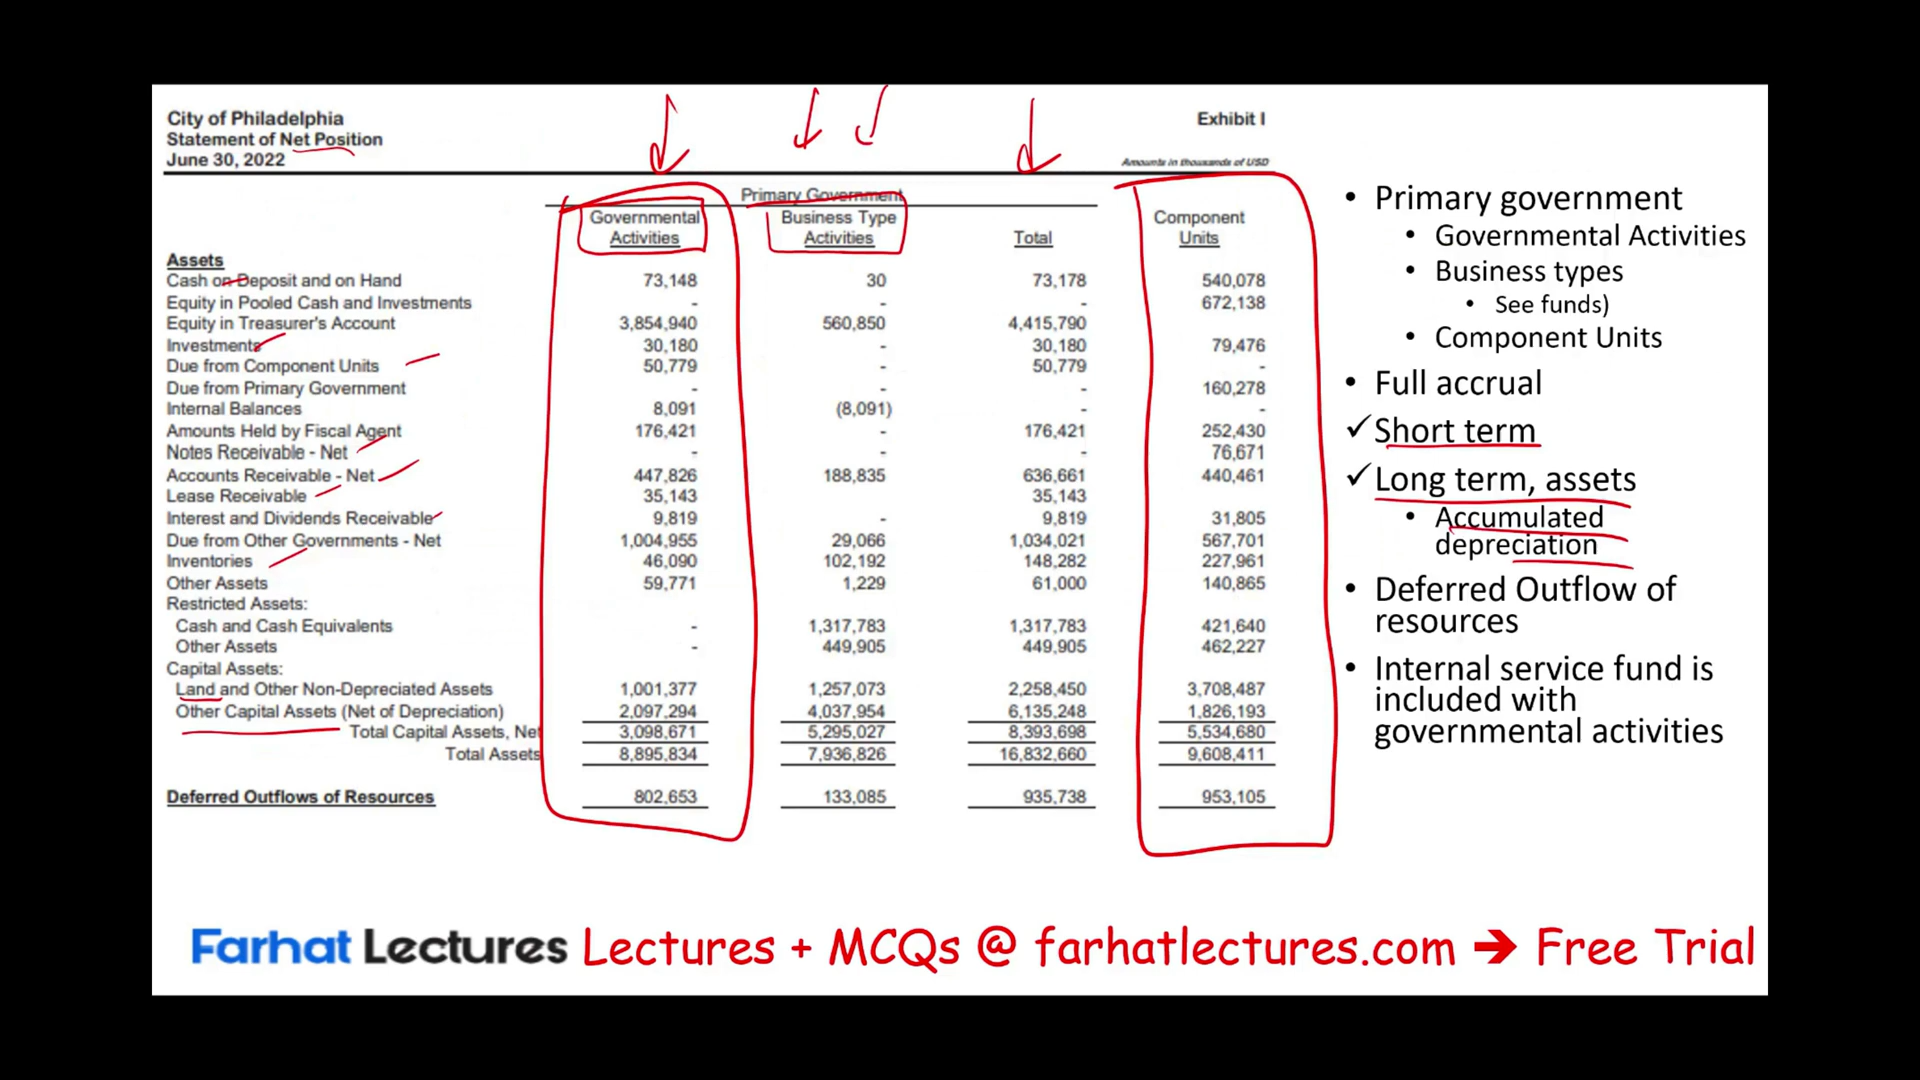 City of Philadelphia
Exhibit I
Statement of Net Position
June 30, 2022
Amounts in thousands of USD
Primary Government
Governmental Activities Business Type Activities Total Component Units
Assets
Cash on Deposit and on Hand 73,148 30 73,178 540,078
Equity in Pooled Cash and Investments - - - 672,138
Equity in Treasurer's Account 3,854,940 560,850 4,415,790
Investments 30,180 - 30,180 79,476
Due from Component Units 50,779 - 50,779 -
Due from Primary Government - - - 160,278
Internal Balances 8,091 (8,091) - -
Amounts Held by Fiscal Agent 176,421 - 176,421 252,430
Notes Receivable - Net - - - 76,671
Accounts Receivable - Net 447,826 188,835 636,661 440,461
Lease Receivable 35,143 35,143
Interest and Dividends Receivable 9,819 - 9,819 31,805
Due from Other Governments - Net 1,004,955 29,066 1,034,021 567,701
Inventories 46,090 102,192 148,282 227,961
Other Assets 59,771 1,229 61,000 140,865
Restricted Assets:
Cash and Cash Equivalents - 1,317,783 1,317,783 421,640
Other Assets - 449,905 449,905 462,227
Capital Assets:
Land and Other Non-Depreciated Assets 1,001,377 1,257,073 2,258,450 3,708,487
Other Capital Assets (Net of Depreciation) 2,097,294 4,037,954 6,135,248 1,826,193
Total Capital Assets, Net 3,098,671 5,295,027 8,393,698 5,534,680
Total Assets 8,895,834 7,936,826 16,832,660 9,608,411
Deferred Outflows of Resources 802,653 133,085 935,738 953,105
• Primary government
• Governmental Activities
• Business types
• See funds)
• Component Units
• Full accrual
✓ Short term
✓ Long term, assets
• Accumulated
depreciation
• Deferred Outflow of
resources
• Internal service fund is
included with
governmental activities
Farhat Lectures Lectures + MCQs @ farhatlectures.com ➔ Free Trial